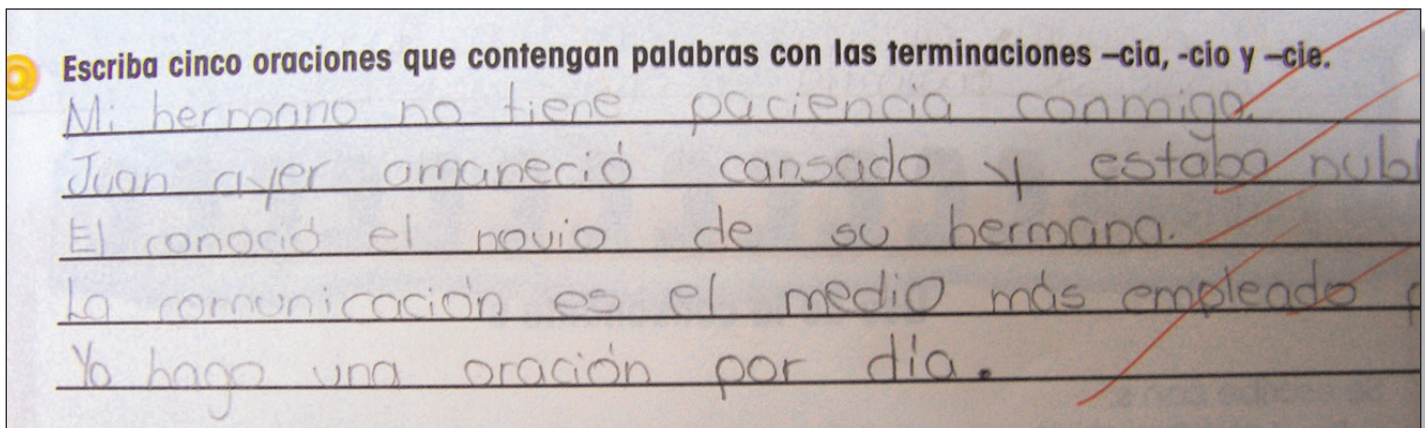 Escriba cinco oraciones que contengan palabras con las terminaciones –cia, -cio y –cie.
Mi hermano no tiene paciencia conmigo.
Juan ayer amaneció cansado y estaba nubl
El conoció el novio de su hermana.
La comunicación es el medio más empleado
Yo hago una oración por día.